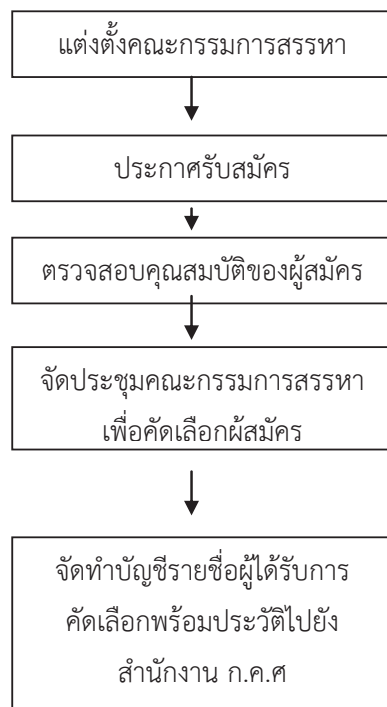 แต่งตั้งคณะกรรมการสรรหา
ประกาศรับสมัคร
ตรวจสอบคุณสมบัติของผู้สมัคร
จัดประชุมคณะกรรมการสรรหา
เพื่อคัดเลือกผ้สมัคร
จัดทำบัญชีรายชื่อผู้ได้รับการ
คัดเลือกพร้อมประวัติไปยัง
สำนักงาน ก.ค.ศ